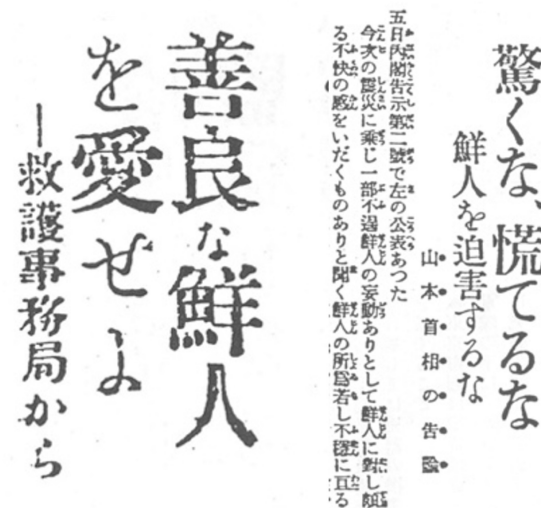 驚くな、慌てるな
鮮人を迫害するな
山本首相の告諭
五日內閣告示第二號で左の公表あつた
今次の震災に乘じ一部不逞鮮人の妄動ありとして鮮人に對し頗
る不快の感をいだくものありと聞く鮮人の所爲若し不穩に亙る
善良な鮮人
を愛せよ
―救護事務局から